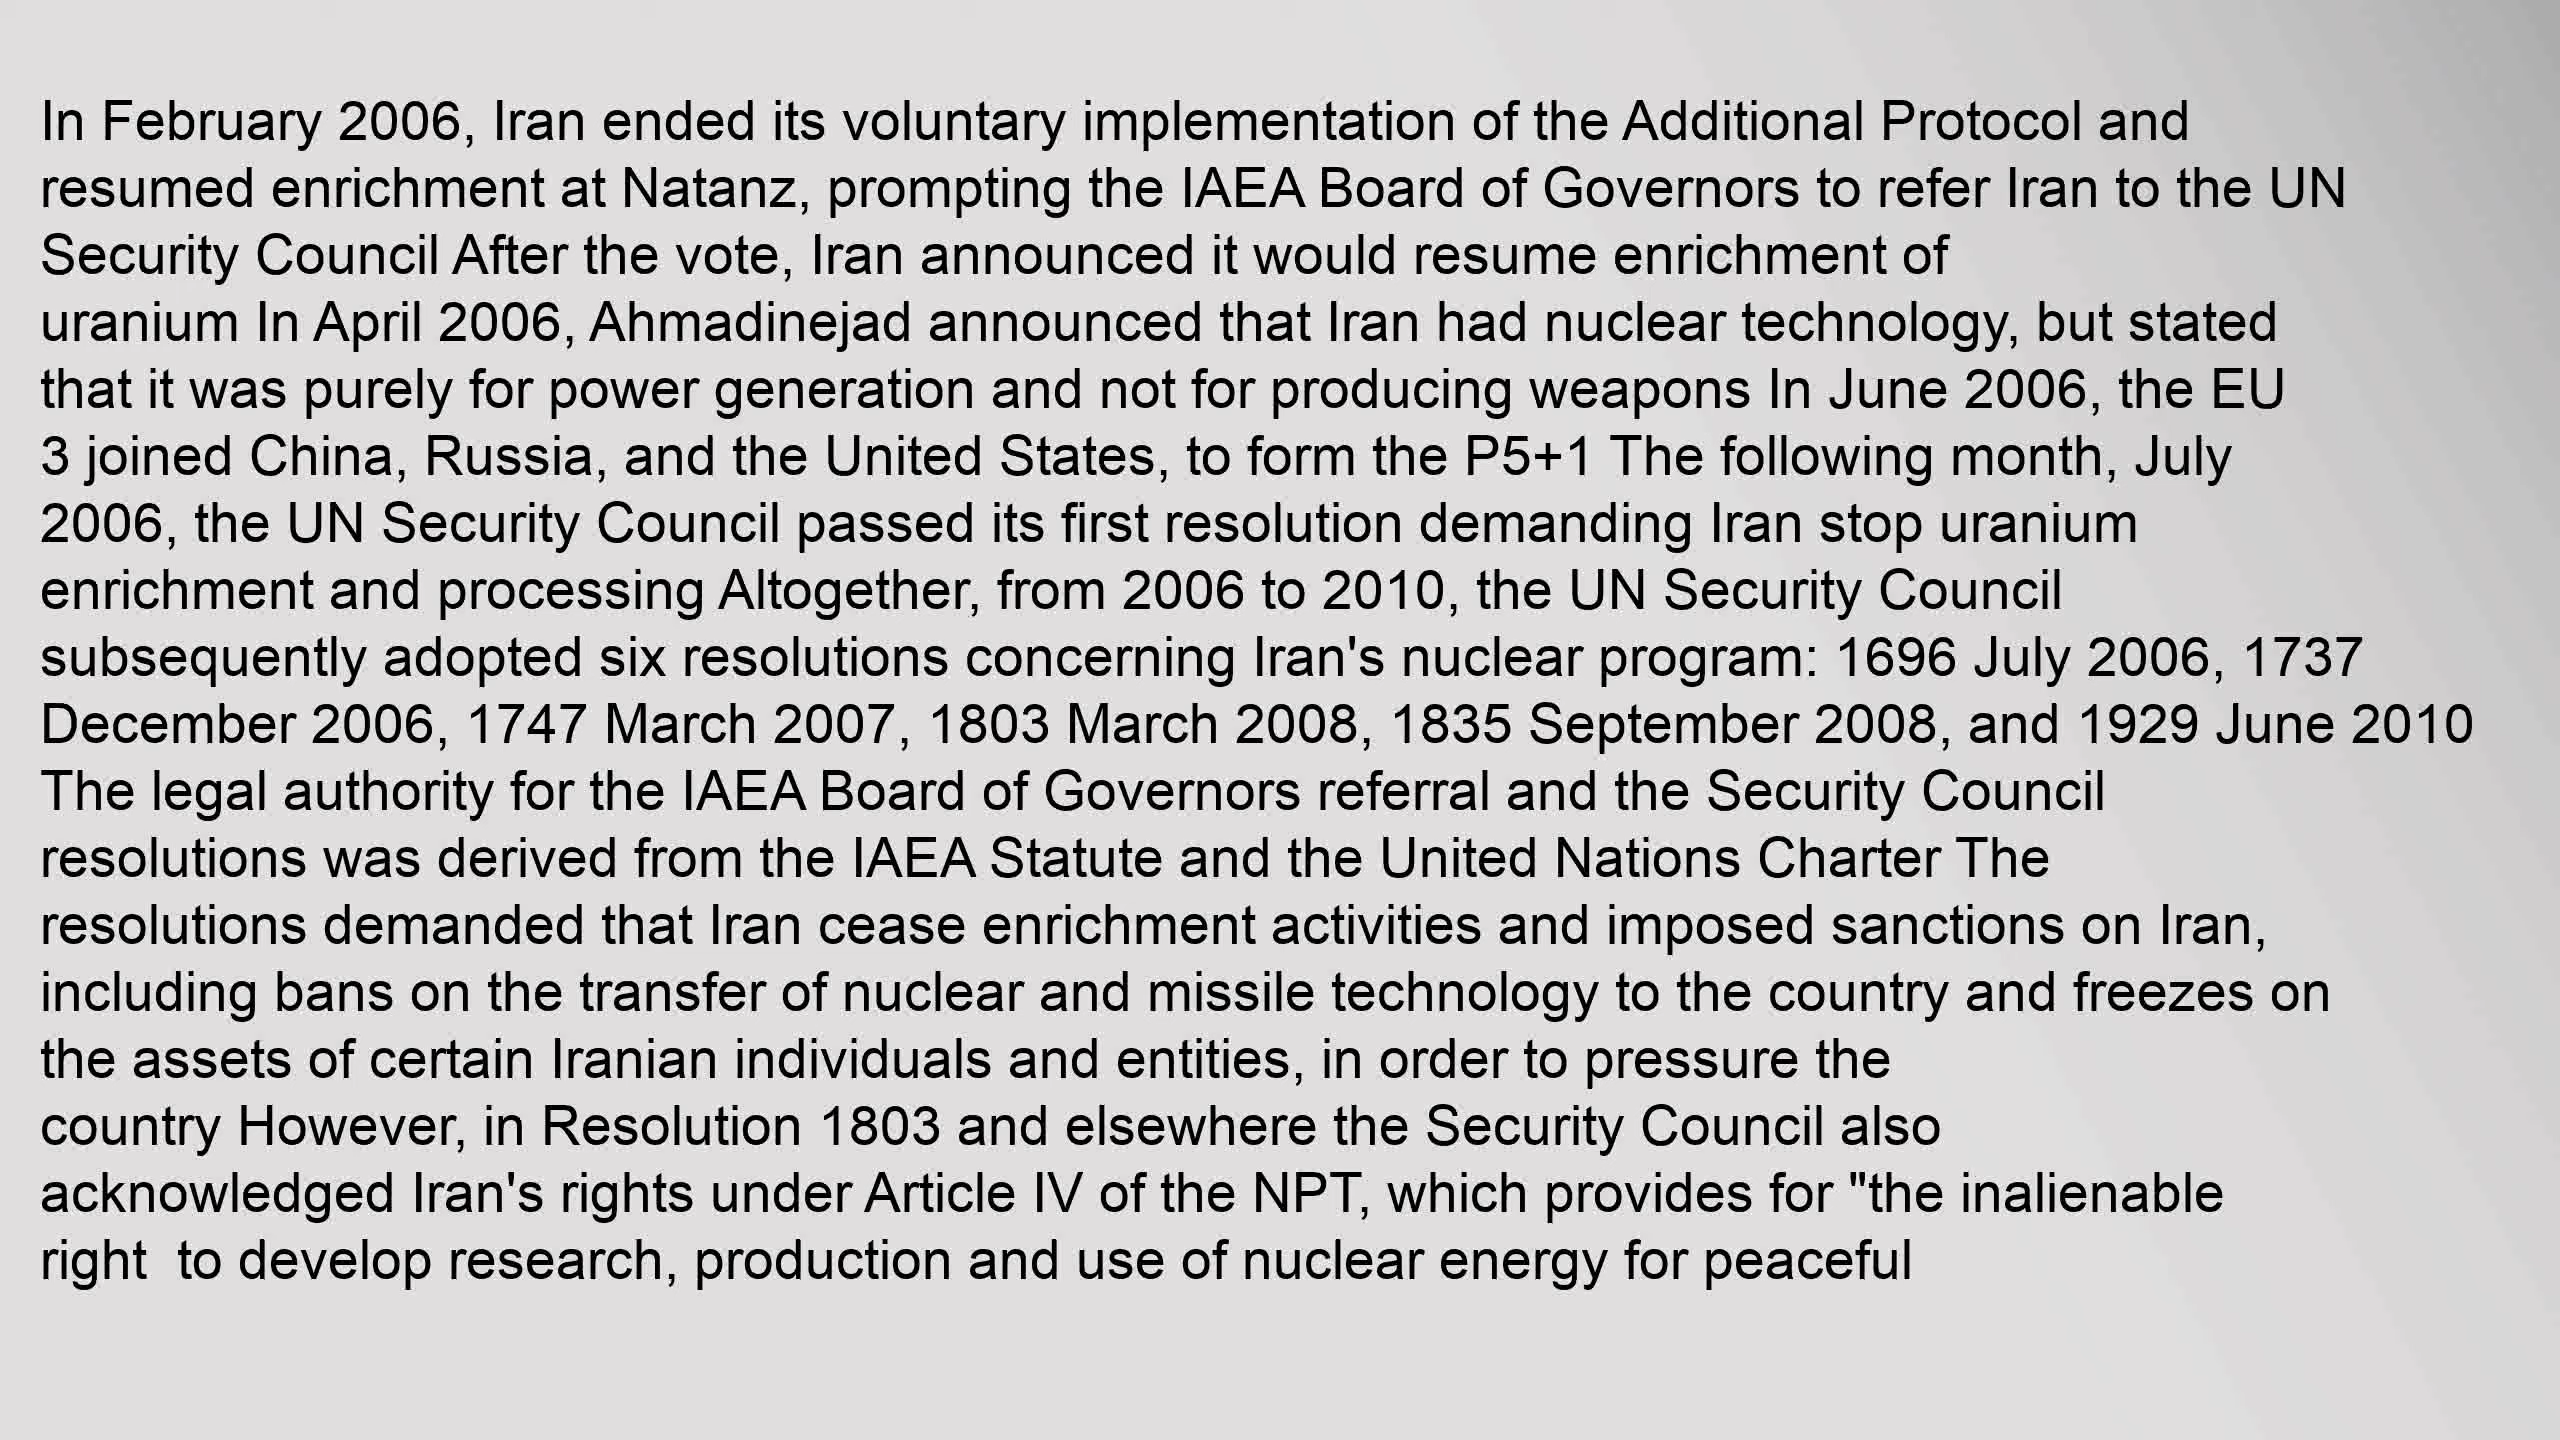 In February 2006, Iran ended its voluntary implementation of the Additional Protocol and
resumed enrichment at Natanz, prompting the IAEA Board of Governors to refer Iran to the UN
Security Council After the vote, Iran announced it would resume enrichment of
uranium In April 2006, Ahmadinejad announced that Iran had nuclear technology, but stated
that it was purely for power generation and not for producing weapons In June 2006, the EU
3 joined China, Russia, and the United States, to form the P5+1 The following month, July
2006, the UN Security Council passed its first resolution demanding Iran stop uranium
enrichment and processing Altogether, from 2006 to 2010, the UN Security Council
subsequently adopted six resolutions concerning Iran's nuclear program: 1696 July 2006, 1737
December 2006, 1747 March 2007, 1803 March 2008, 1835 September 2008, and 1929 June 2010
The legal authority for the IAEA Board of Governors referral and the Security Council
resolutions was derived from the IAEA Statute and the United Nations Charter The
resolutions demanded that Iran cease enrichment activities and imposed sanctions on Iran,
including bans on the transfer of nuclear and missile technology to the country and freezes on
the assets of certain Iranian individuals and entities, in order to pressure the
country However, in Resolution 1803 and elsewhere the Security Council also
acknowledged Iran's rights under Article IV of the NPT, which provides for "the inalienable
right  to develop research, production and use of nuclear energy for peaceful